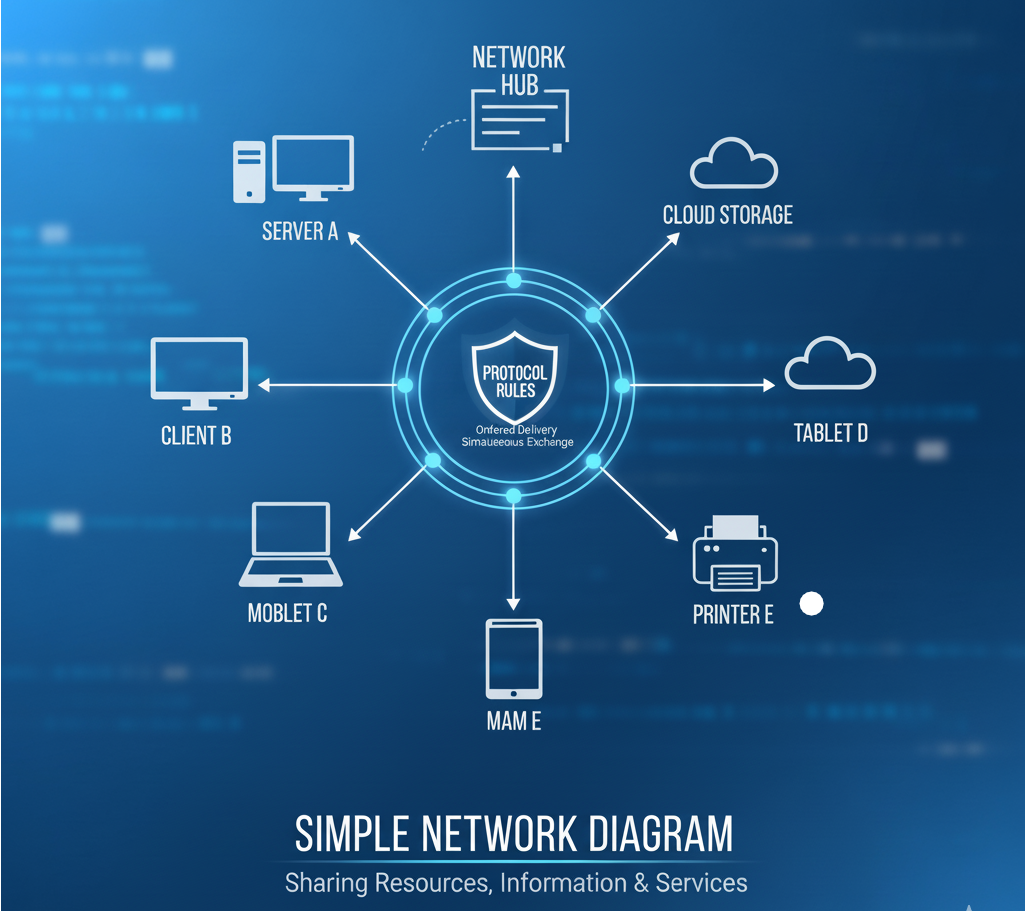 NETWORK
HUB
SERVER A
CLOUD STORAGE
PROTOCOL
RULES
Onfered Delivery
Simaueeous Exchange
CLIENT B
TABLET D
MOBLET C
PRINTER E
MAM E
SIMPLE NETWORK DIAGRAM
Sharing Resources, Information & Services